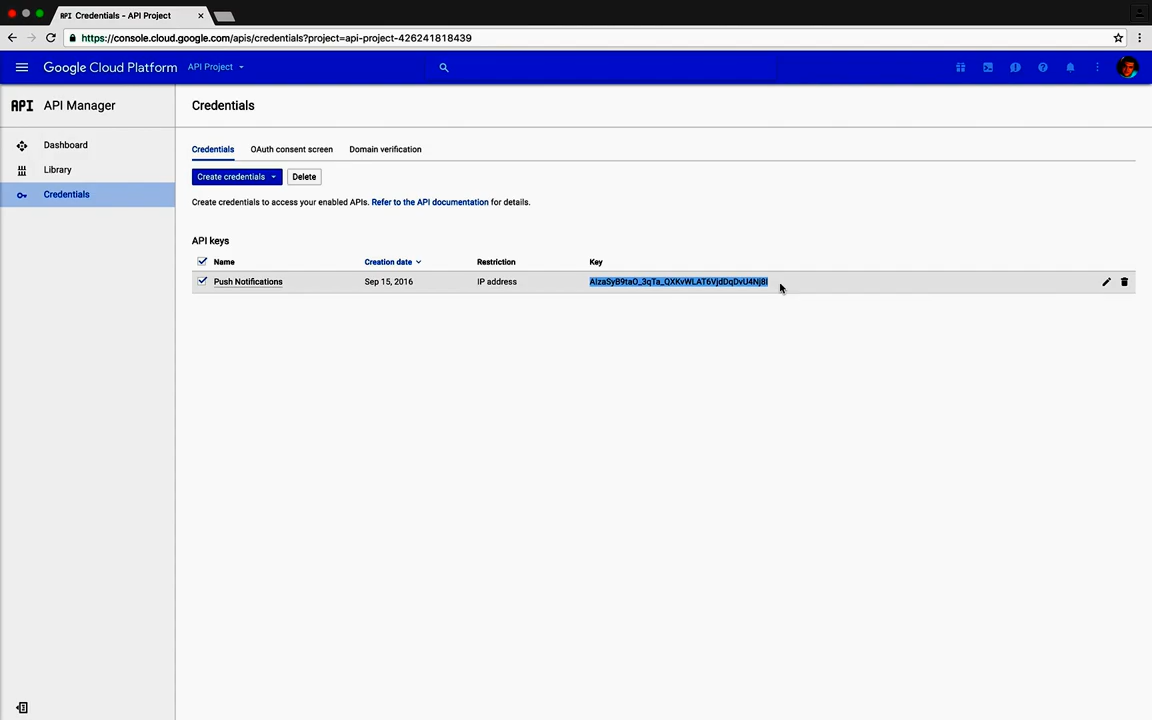 API Credentials - API Project
https://console.cloud.google.com/apis/credentials?project=api-project-426241818439
Google Cloud Platform API Project
API API Manager
Credentials
Dashboard
Library
Credentials
Credentials OAuth consent screen Domain verification
Create credentials Delete
Create credentials to access your enabled APIs. Refer to the API documentation for details.
API keys
Name Creation date Restriction Key
Push Notifications Sep 15, 2016 IP address